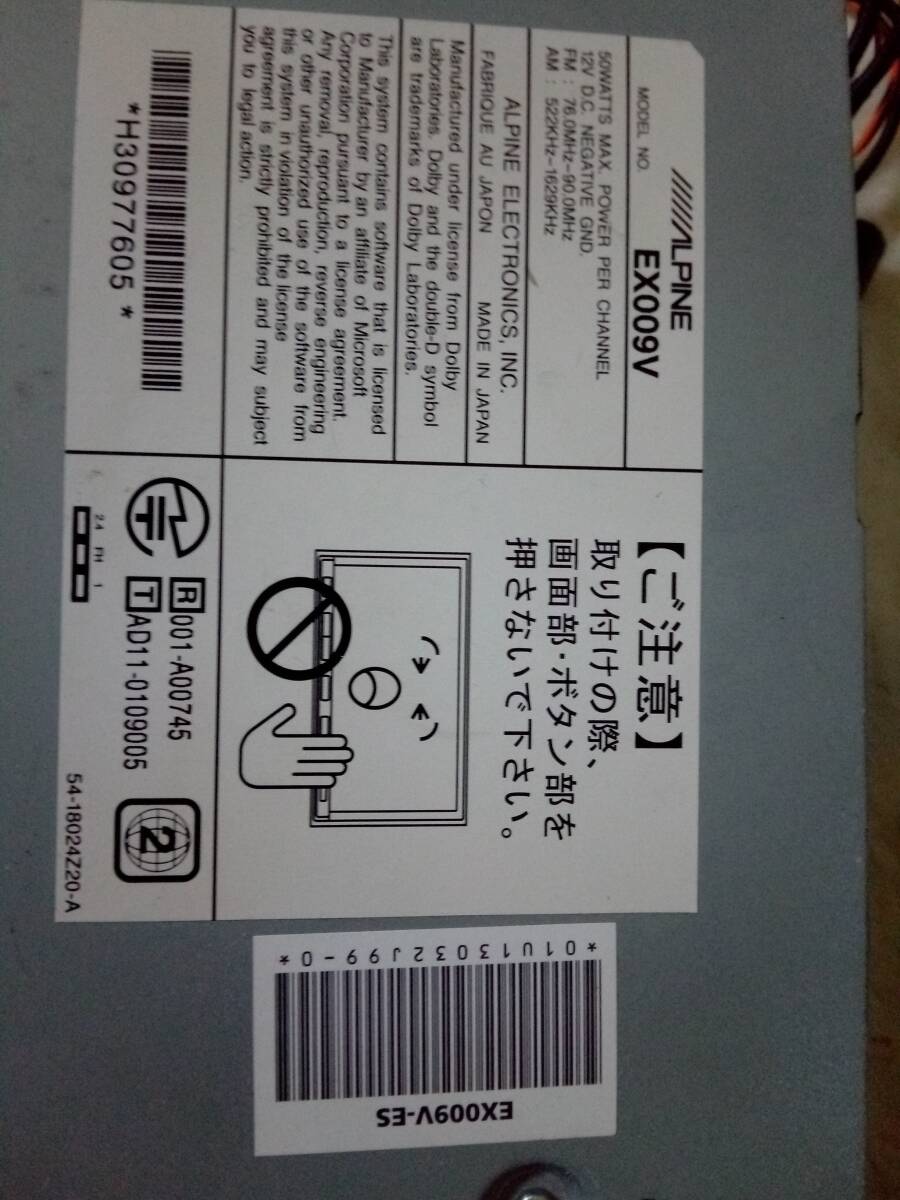 ALPINE
MODEL NO. EX009V
50WATTS MAX. POWER PER CHANNEL
12V D.C. NEGATIVE GND.
FM : 76.0MHz-90.0MHz
AM : 522KHz-1629KHz
ALPINE ELECTRONICS, INC.
FABRIQUE AU JAPON MADE IN JAPAN
Manufactured under license from Dolby
Laboratories. Dolby and the double-D symbol
are trademarks of Dolby Laboratories.
This system contains software that is licensed
to Manufacturer by an affiliate of Microsoft
Corporation pursuant to a license agreement.
Any removal, reproduction, reverse engineering
or other unauthorized use of the software from
this system in violation of the license
agreement is strictly prohibited and may subject
you to legal action.
*H30977605*
【ご注意】
取り付けの際、
画面部・ボタン部を
押さないで下さい。
R 001-A00745
T AD11-0109005
2.4 FH 1
2
54-18024Z20-A
*01U13032J99-0*
EX009V-ES